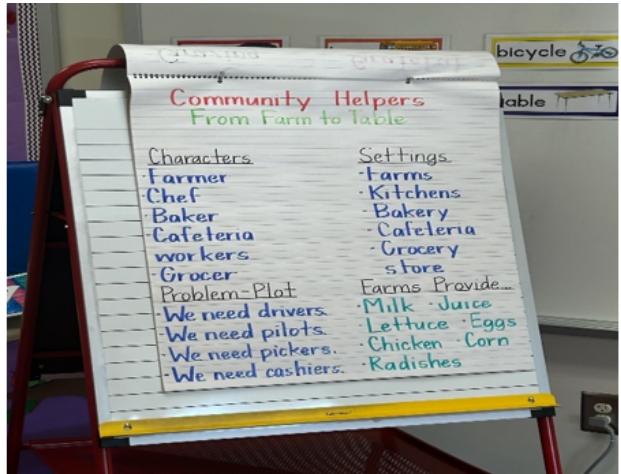 bicycle
table
Community Helpers
From Farm to Table
Characters
·Farmer
·Chef
·Baker
·Cafeteria
workers
·Grocer
Settings
·Farms
·Kitchens
·Bakery
·Cafeteria
·Grocery
store
Problem-Plot
·We need drivers.
·We need pilots.
·We need pickers.
·We need cashiers.
Farms Provide...
·Milk ·Juice
·Lettuce ·Eggs
·Chicken ·Corn
·Radishes